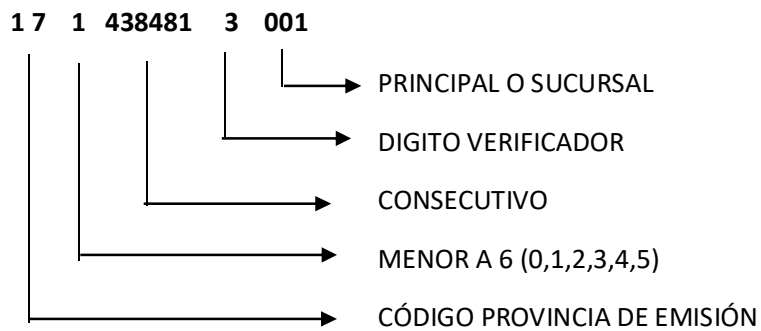 1 7 1 438481 3 001
PRINCIPAL O SUCURSAL
DIGITO VERIFICADOR
CONSECUTIVO
MENOR A 6 (0,1,2,3,4,5)
CÓDIGO PROVINCIA DE EMISIÓN